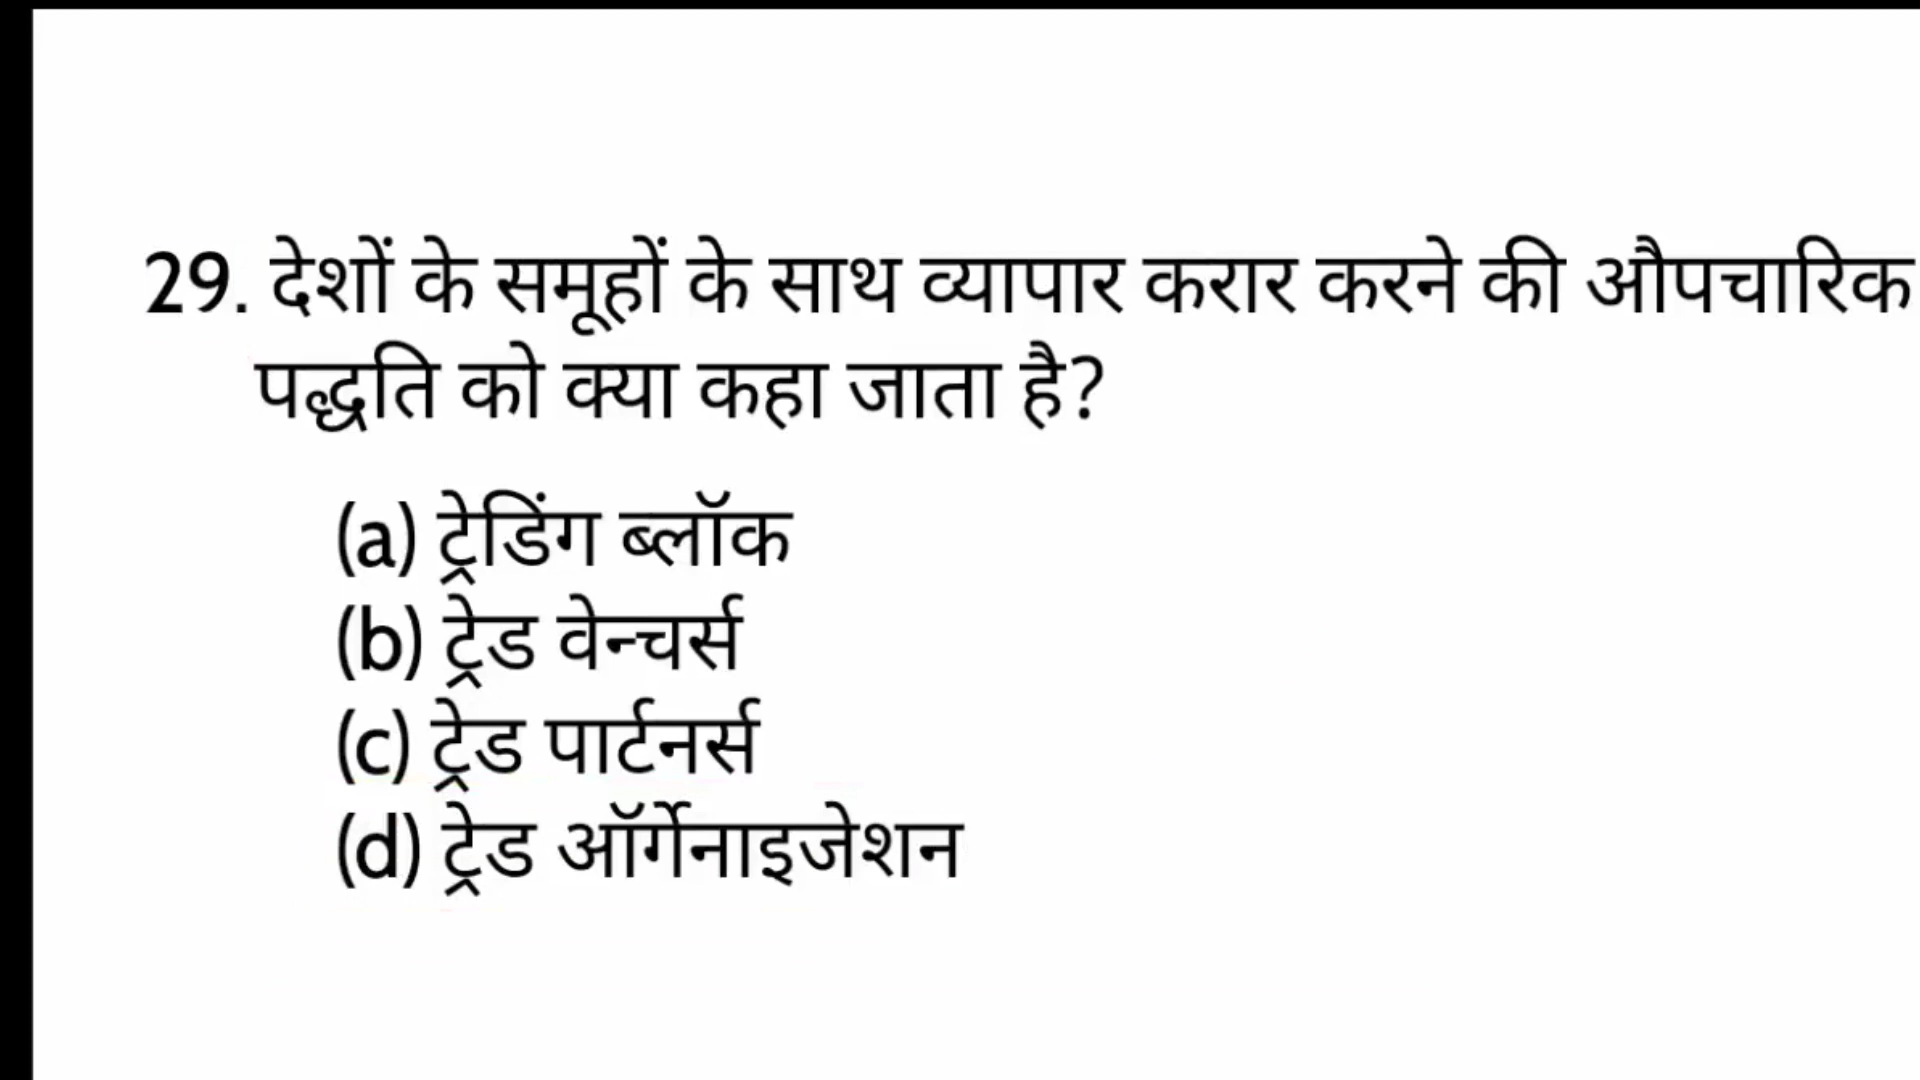 29. देशों के समूहों के साथ व्यापार करार करने की औपचारिक
पद्धति को क्या कहा जाता है?
(a) ट्रेडिंग ब्लॉक
(b) ट्रेड वेन्चर्स
(c) ट्रेड पार्टनर्स
(d) ट्रेड ऑर्गेनाइजेशन